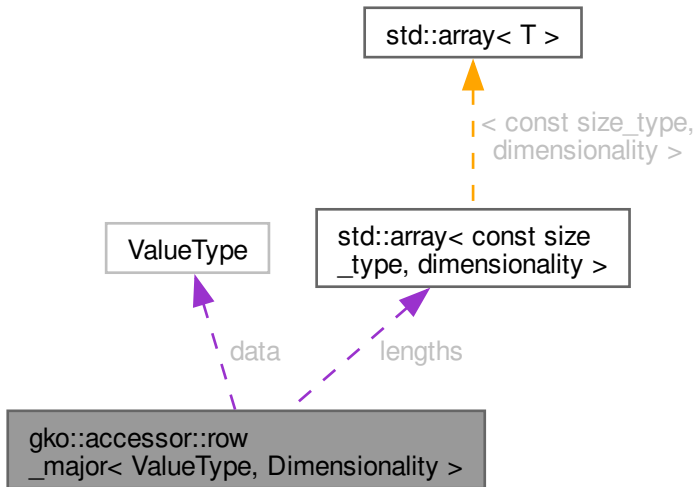 std::array< T >
< const size_type,
dimensionality >
ValueType
std::array< const size
_type, dimensionality >
data
lengths
gko::accessor::row
_major< ValueType, Dimensionality >